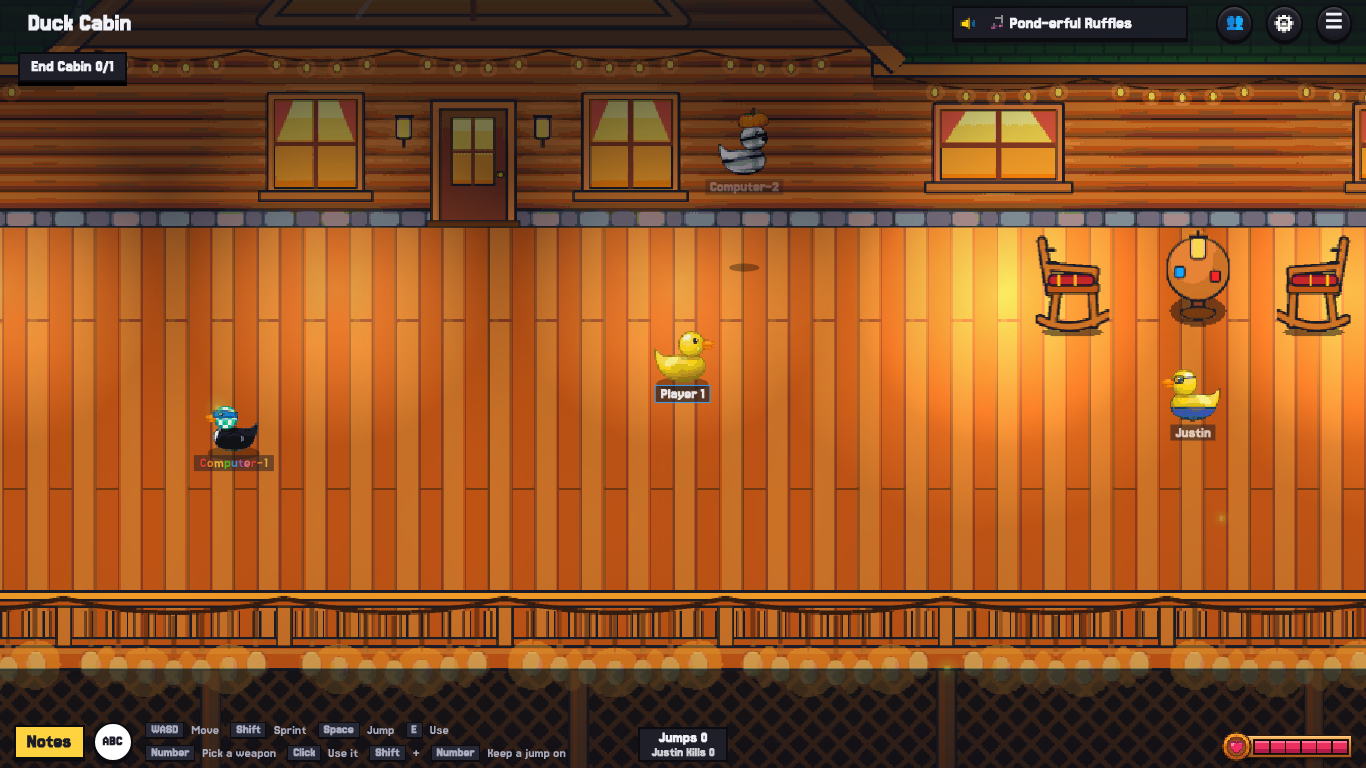 Duck Cabin
Pond-erful Ruffles
End Cabin 0/1
Computer-2
Player 1
Justin
Computer-1
Notes
ABC
WASD Move Shift Sprint Space Jump E Use
Number Pick a weapon Click Use it Shift + Number Keep a jump on
Jumps 0
Justin Kills 0